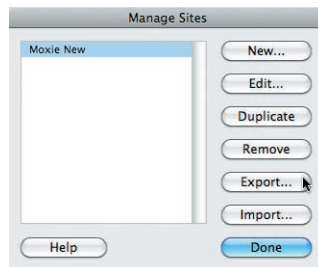 Manage Sites
Moxie New
New...
Edit...
Duplicate
Remove
Export...
Import...
Help
Done